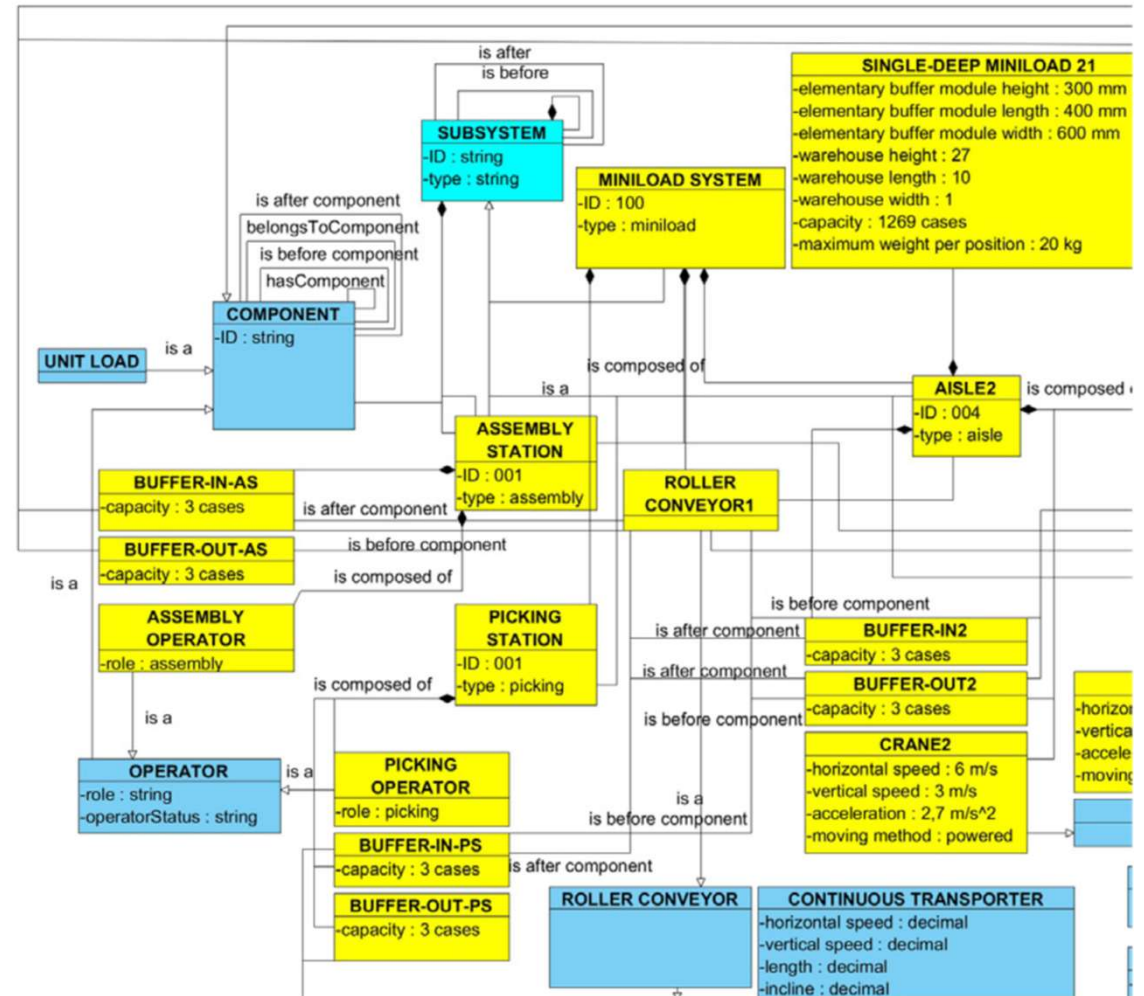 is after
is before
SUBSYSTEM
-ID : string
-type : string
SINGLE-DEEP MINILOAD 21
-elementary buffer module height : 300 mm
-elementary buffer module length : 400 mm
-elementary buffer module width : 600 mm
-warehouse height : 27
-warehouse length : 10
-warehouse width : 1
-capacity : 1269 cases
-maximum weight per position : 20 kg
MINILOAD SYSTEM
-ID : 100
-type : miniload
is after component
belongsToComponent
is before component
hasComponent
COMPONENT
-ID : string
UNIT LOAD
is a
is composed of
is a
AISLE2
-ID : 004
-type : aisle
is composed
ASSEMBLY
STATION
-ID : 001
-type : assembly
BUFFER-IN-AS
-capacity : 3 cases
ROLLER
CONVEYOR1
is after component
BUFFER-OUT-AS
-capacity : 3 cases
is before component
is composed of
is a
ASSEMBLY
OPERATOR
-role : assembly
PICKING
STATION
-ID : 001
-type : picking
is before component
is after component
BUFFER-IN2
-capacity : 3 cases
is after component
BUFFER-OUT2
-capacity : 3 cases
is before component
is composed of
is a
OPERATOR
-role : string
-operatorStatus : string
is a
PICKING
OPERATOR
-role : picking
CRANE2
-horizontal speed : 6 m/s
-vertical speed : 3 m/s
-acceleration : 2,7 m/s^2
-moving method : powered
-horizo
-vertica
-accele
-moving
is a
is before component
BUFFER-IN-PS
-capacity : 3 cases
is after component
BUFFER-OUT-PS
-capacity : 3 cases
ROLLER CONVEYOR
CONTINUOUS TRANSPORTER
-horizontal speed : decimal
-vertical speed : decimal
-length : decimal
-incline : decimal